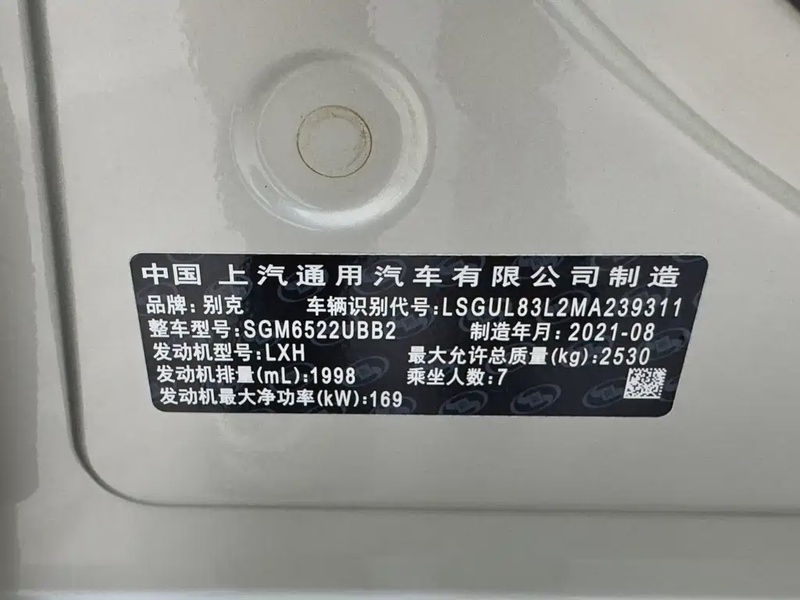 中国 上汽通用汽车有限公司制造
品牌:别克 车辆识别代号:LSGUL83L2MA239311
整车型号:SGM6522UBB2 制造年月:2021-08
发动机型号:LXH 最大允许总质量(kg):2530
发动机排量(mL):1998 乘坐人数:7
发动机最大净功率(kW):169